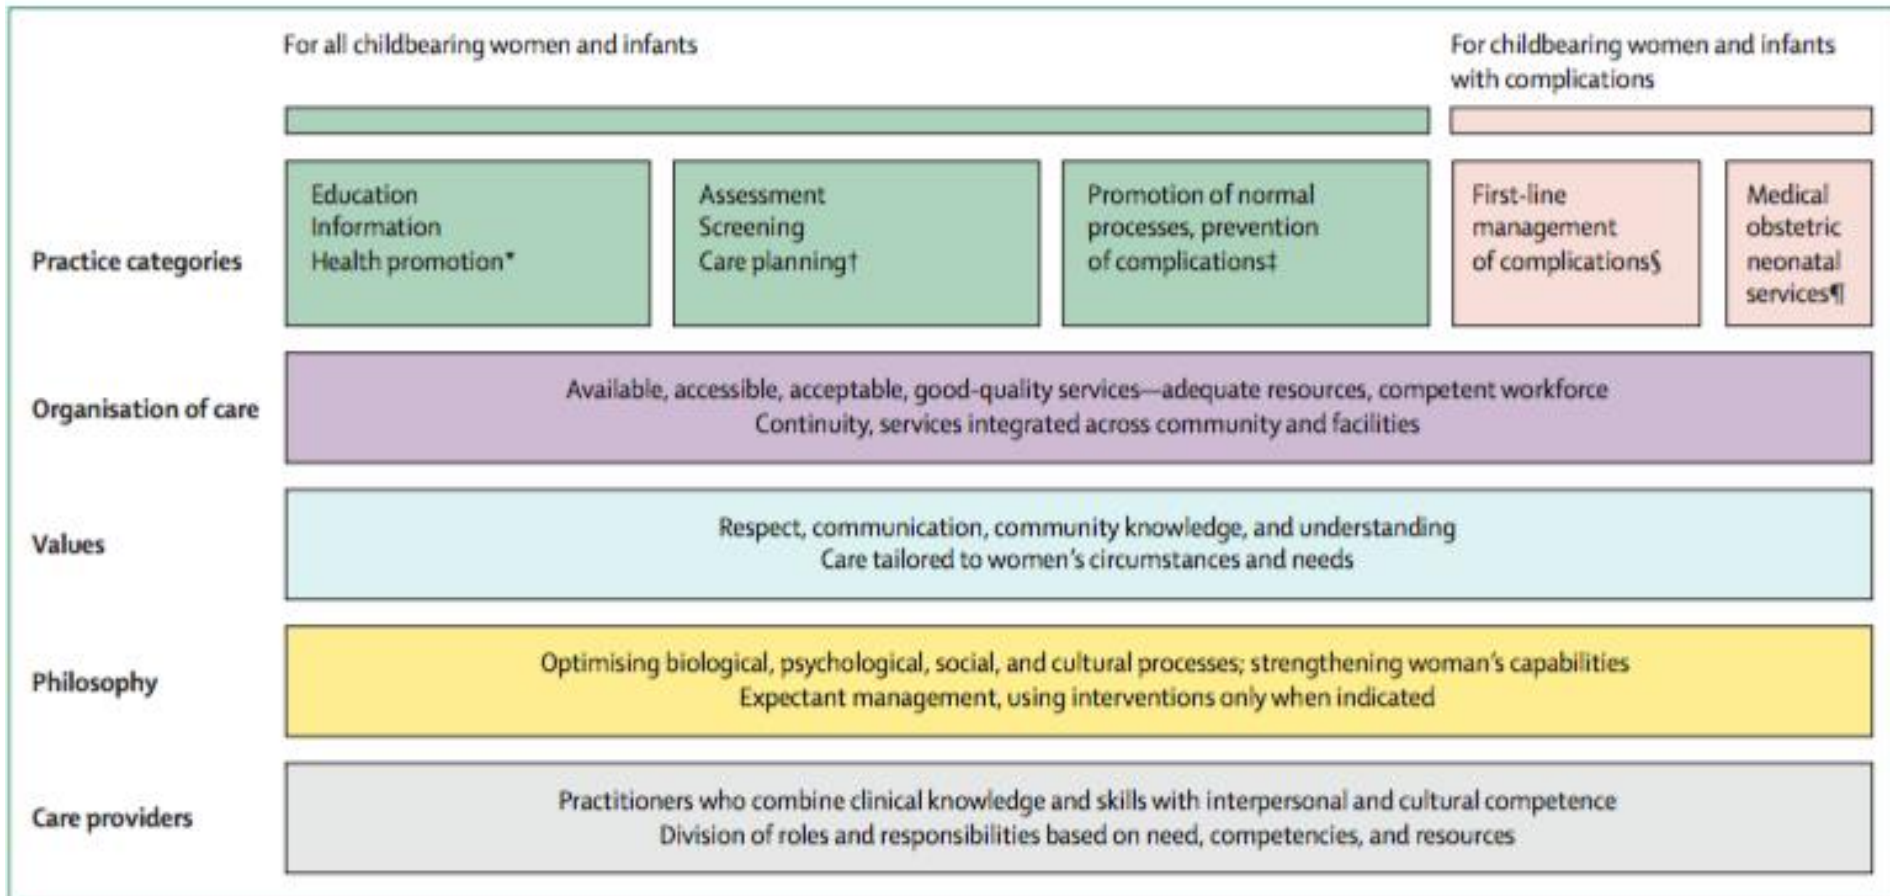 For all childbearing women and infants
For childbearing women and infants
with complications
Practice categories
Education
Information
Health promotion*
Assessment
Screening
Care planning†
Promotion of normal
processes, prevention
of complications‡
First-line
management
of complications§
Medical
obstetric
neonatal
services¶
Organisation of care
Available, accessible, acceptable, good-quality services—adequate resources, competent workforce
Continuity, services integrated across community and facilities
Values
Respect, communication, community knowledge, and understanding
Care tailored to women's circumstances and needs
Philosophy
Optimising biological, psychological, social, and cultural processes; strengthening woman's capabilities
Expectant management, using interventions only when indicated
Care providers
Practitioners who combine clinical knowledge and skills with interpersonal and cultural competence
Division of roles and responsibilities based on need, competencies, and resources